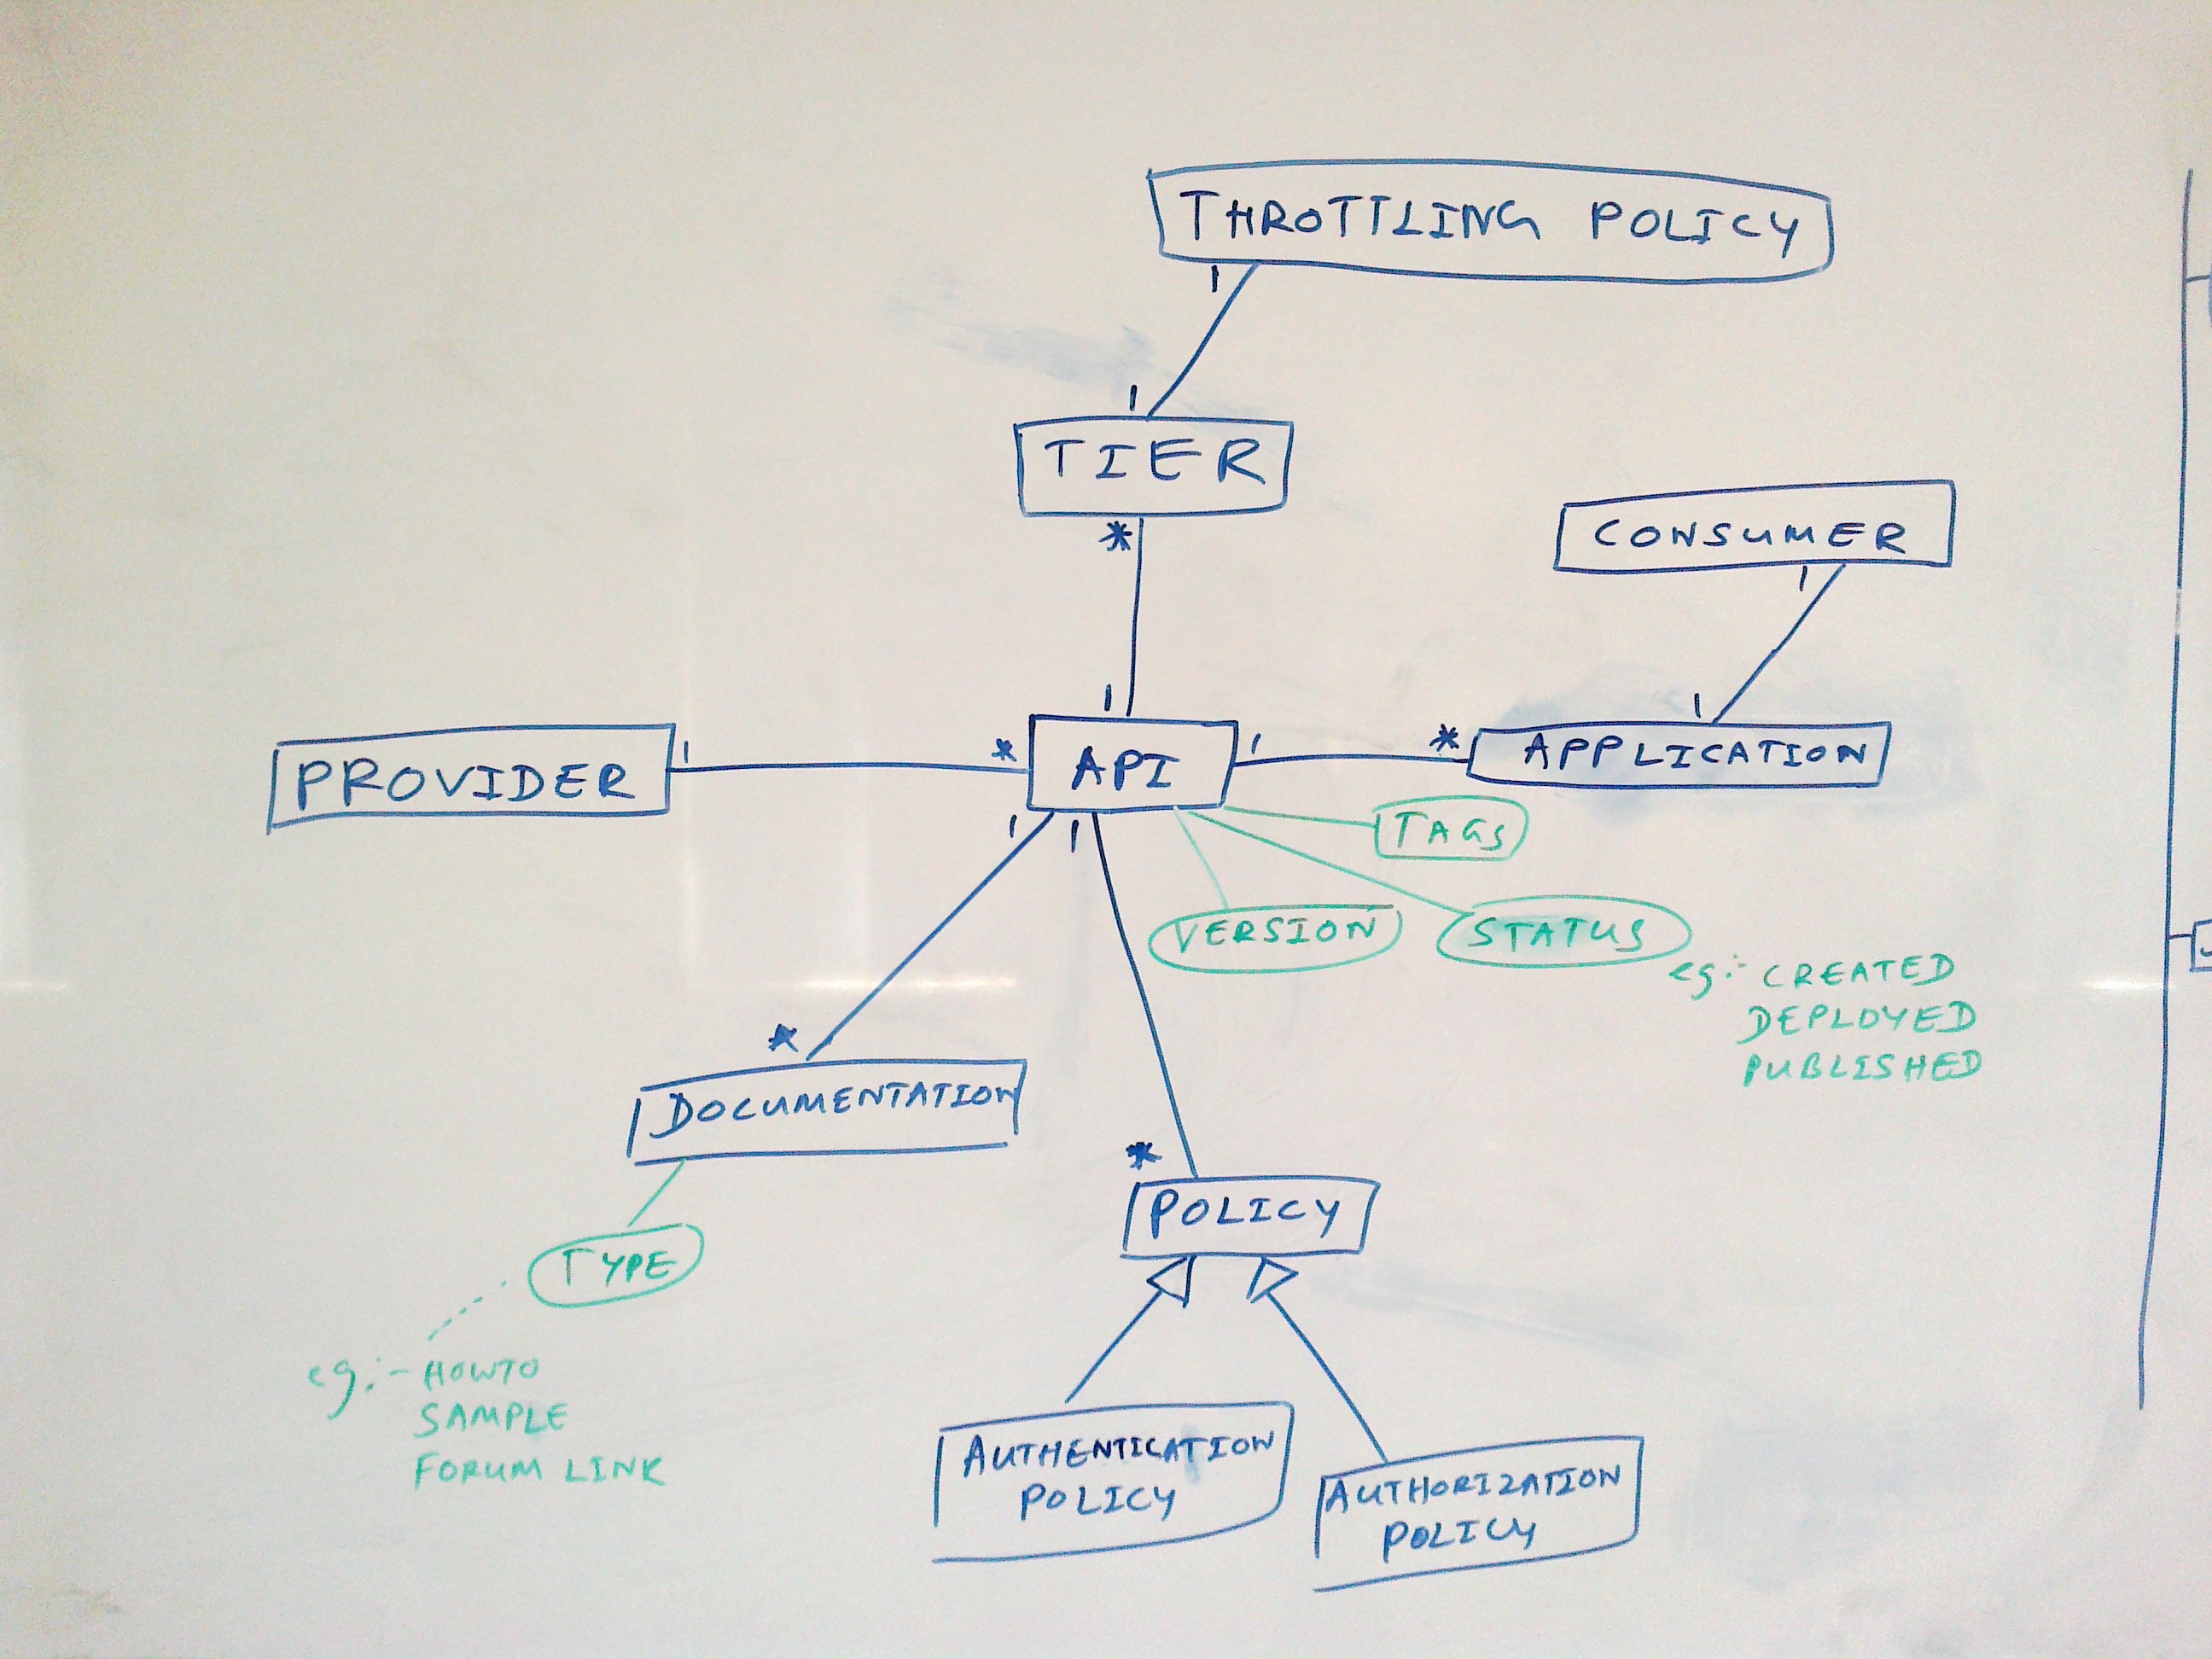 THROTTLING POLICY
1
1
TIER
*
CONSUMER
1
1
1
PROVIDER
1
*
API
1
*
APPLICATION
TAGS
1
1
VERSION
STATUS
eg:- CREATED
DEPLOYED
PUBLISHED
*
DOCUMENTATION
*
POLICY
TYPE
eg:- HOWTO
SAMPLE
FORUM LINK
AUTHENTICATION
POLICY
AUTHORIZATION
POLICY